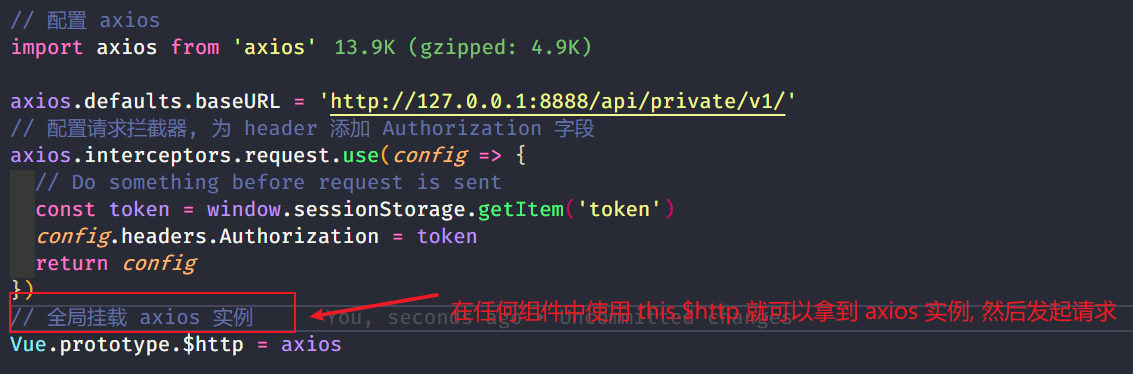 // 配置 axios
import axios from 'axios' 13.9K (gzipped: 4.9K)
axios.defaults.baseURL = 'http://127.0.0.1:8888/api/private/v1/'
// 配置请求拦截器, 为 header 添加 Authorization 字段
axios.interceptors.request.use(config => {
// Do something before request is sent
const token = window.sessionStorage.getItem('token')
config.headers.Authorization = token
return config
})
// 全局挂载 axios 实例 You, seconds ago • Uncommitted changes
在任何组件中使用 this.$http 就可以拿到 axios 实例, 然后发起请求
Vue.prototype.$http = axios